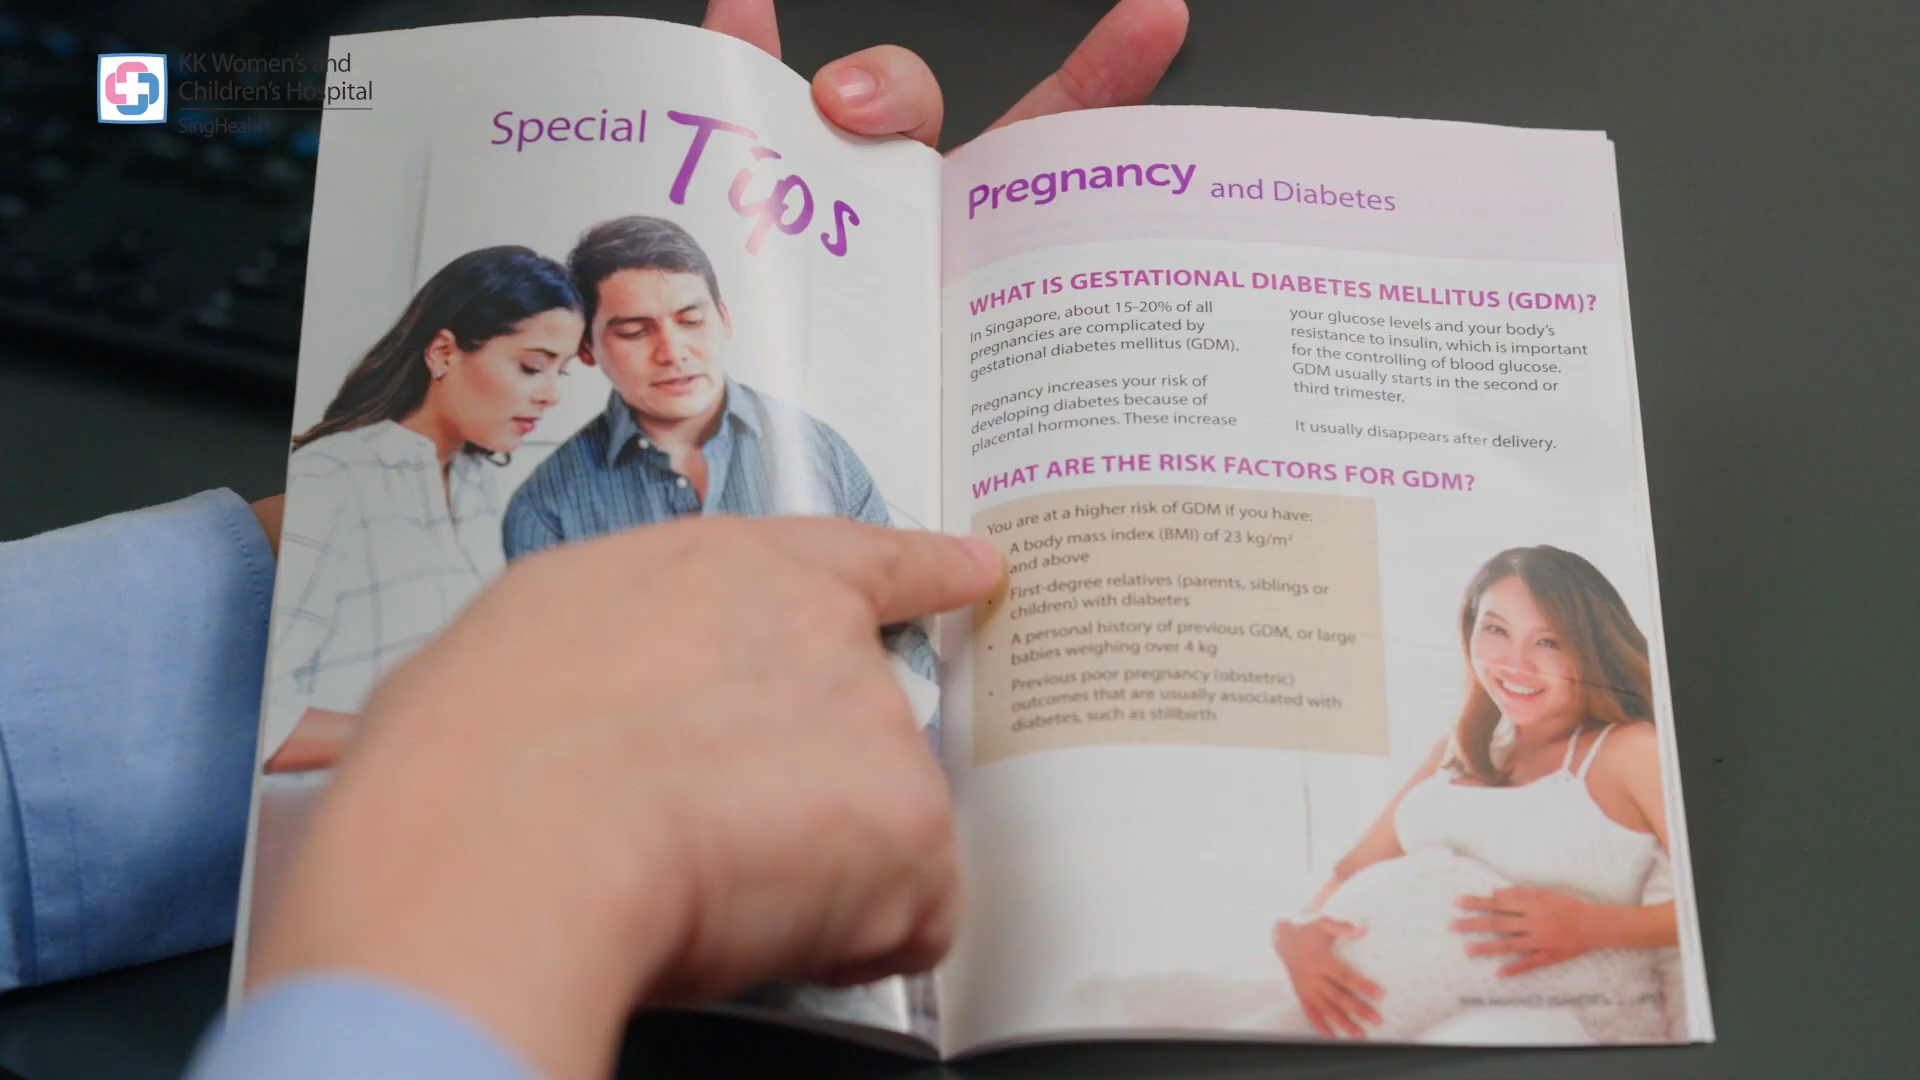 KK Women's and
Children's Hospital
SingHealth
Special Tips
Pregnancy and Diabetes
WHAT IS GESTATIONAL DIABETES MELLITUS (GDM)?
In Singapore, about 15-20% of all
pregnancies are complicated by
gestational diabetes mellitus (GDM).
Pregnancy increases your risk of
developing diabetes because of
placental hormones. These increase
your glucose levels and your body's
resistance to insulin, which is important
for the controlling of blood glucose.
GDM usually starts in the second or
third trimester.
It usually disappears after delivery.
WHAT ARE THE RISK FACTORS FOR GDM?
You are at a higher risk of GDM if you have:
A body mass index (BMI) of 23 kg/m²
and above
• First-degree relatives (parents, siblings or
children) with diabetes
• A personal history of previous GDM, or large
babies weighing over 4 kg
• Previous poor pregnancy (obstetric)
outcomes that are usually associated with
diabetes, such as stillbirth